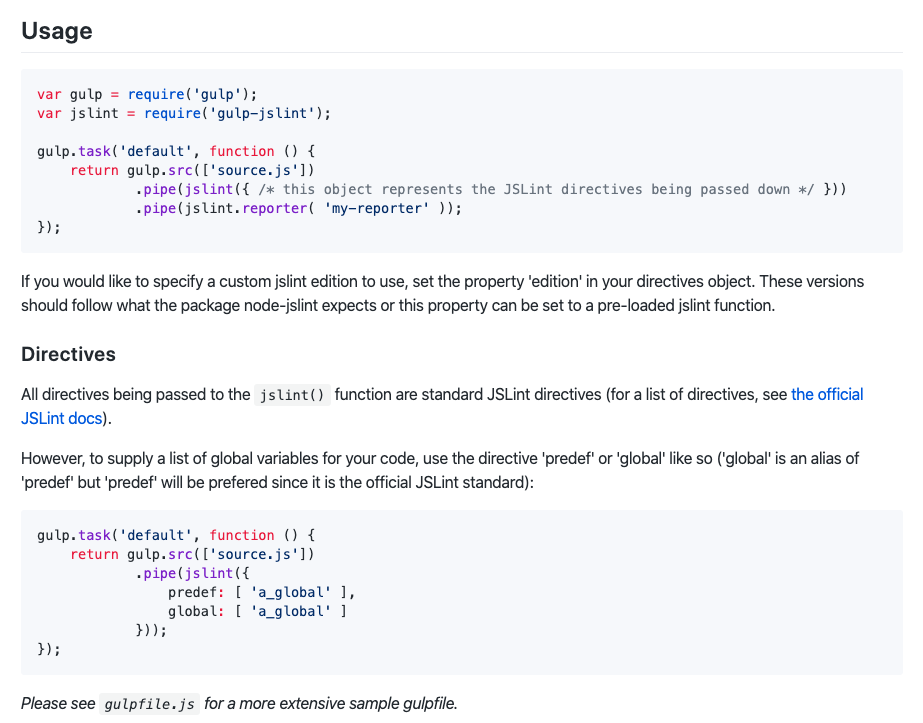 Usage
var gulp = require('gulp');
var jslint = require('gulp-jslint');
gulp.task('default', function () {
    return gulp.src(['source.js'])
            .pipe(jslint({ /* this object represents the JSLint directives being passed down */ }))
            .pipe(jslint.reporter( 'my-reporter' ));
});
If you would like to specify a custom jslint edition to use, set the property 'edition' in your directives object. These versions
should follow what the package node-jslint expects or this property can be set to a pre-loaded jslint function.
Directives
All directives being passed to the jslint() function are standard JSLint directives (for a list of directives, see the official
JSLint docs).
However, to supply a list of global variables for your code, use the directive 'predef' or 'global' like so ('global' is an alias of
'predef' but 'predef' will be prefered since it is the official JSLint standard):
gulp.task('default', function () {
    return gulp.src(['source.js'])
            .pipe(jslint({
                predef: [ 'a_global' ],
                global: [ 'a_global' ]
            }));
});
Please see gulpfile.js for a more extensive sample gulpfile.